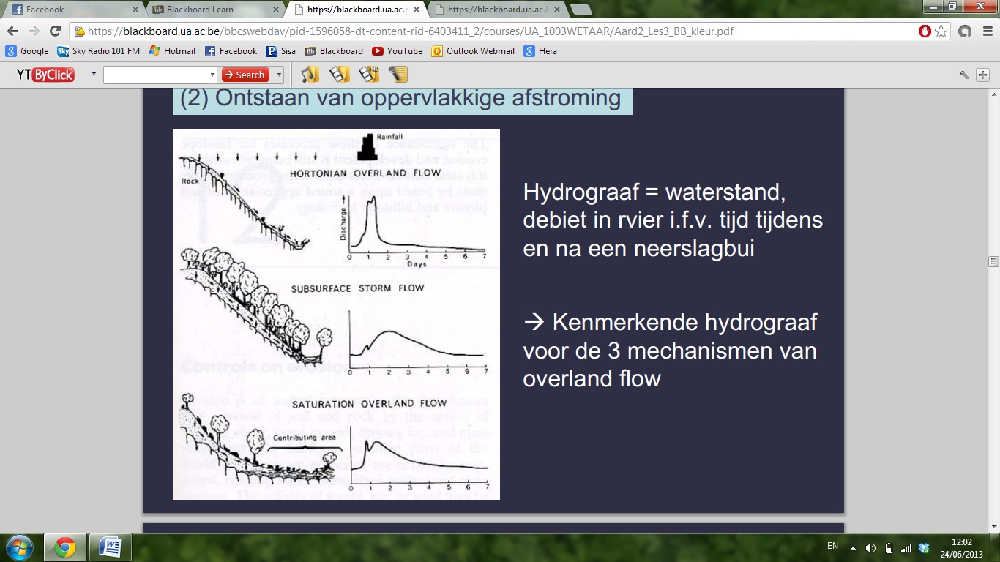 Facebook
Blackboard Learn
https://blackboard.ua.ac.b
https://blackboard.ua.ac.b
https://blackboard.ua.ac.be/bbcswebdav/pid-1596058-dt-content-rid-6403411_2/courses/UA_1003WETAAR/Aard2_Les3_BB_kleur.pdf
Google Sky Radio 101 FM Hotmail Facebook Sisa Blackboard YouTube Outlook Webmail Hera
YT ByClick Search
(2) Ontstaan van oppervlakkige afstroming
Rainfall
HORTONIAN OVERLAND FLOW
Rock
Discharge
0 1 2 3 4 5 6 7
Days
SUBSURFACE STORM FLOW
0 1 2 3 4 5 6 7
SATURATION OVERLAND FLOW
Contributing area
0 1 2 3 4 5 6 7
Hydrograaf = waterstand,
debiet in rvier i.f.v. tijd tijdens
en na een neerslagbui
→ Kenmerkende hydrograaf
voor de 3 mechanismen van
overland flow
EN
12:02
24/06/2013